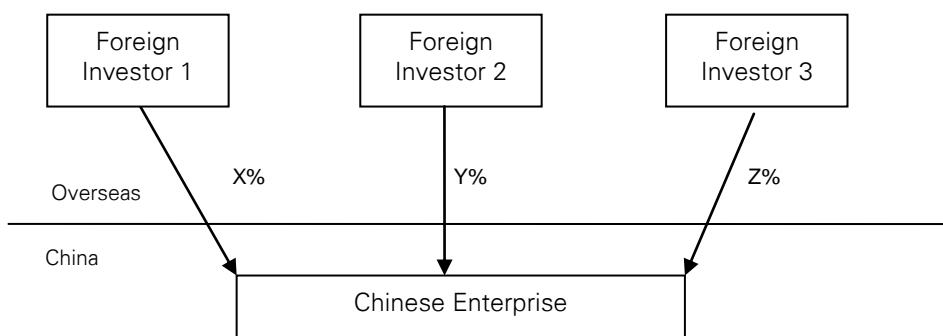 Foreign
Investor 1
Foreign
Investor 2
Foreign
Investor 3
X%
Y%
Z%
Overseas
China
Chinese Enterprise